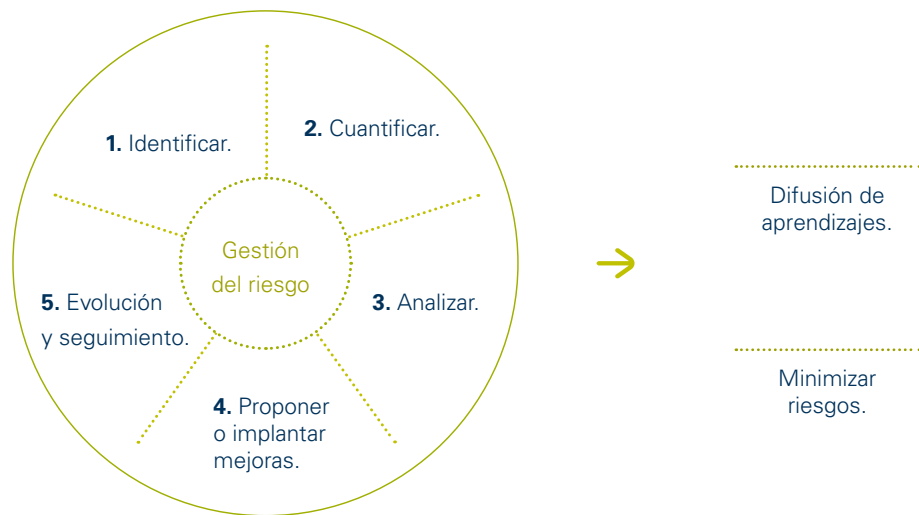 1. Identificar.
2. Cuantificar.
Gestión
del riesgo
3. Analizar.
4. Proponer
o implantar
mejoras.
5. Evolución
y seguimiento.
Difusión de
aprendizajes.
Minimizar
riesgos.